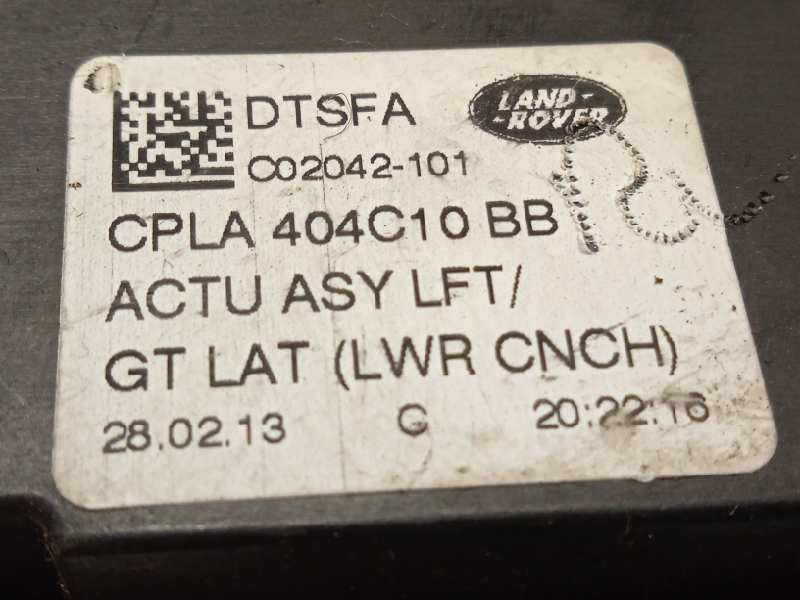 DTSFA
LAND-
-ROVER
C02042-101
CPLA 404C10 BB
ACTU ASY LFT/
GT LAT (LWR CNCH)
28.02.13 G 20:22:16